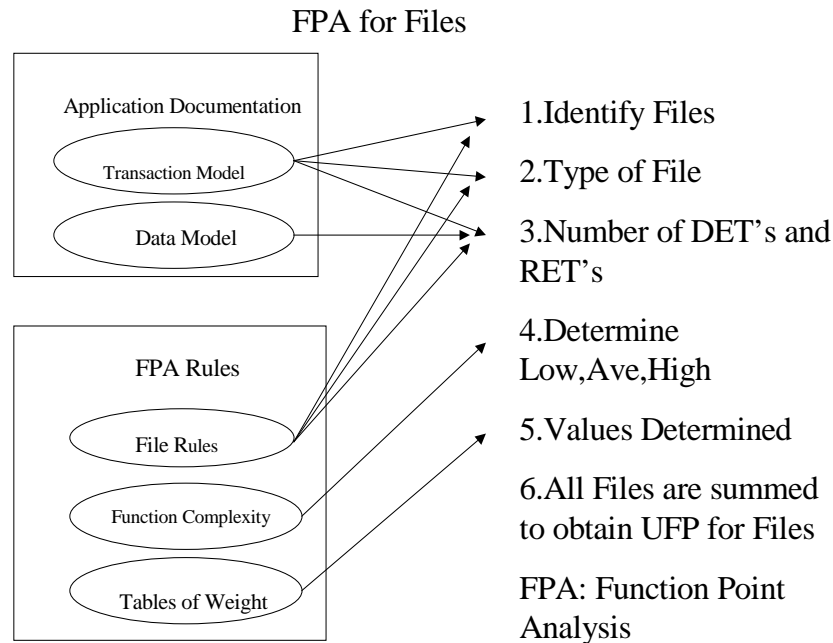 FPA for Files
Application Documentation
Transaction Model
Data Model
FPA Rules
File Rules
Function Complexity
Tables of Weight
1.Identify Files
2.Type of File
3.Number of DET’s and
RET’s
4.Determine
Low,Ave,High
5.Values Determined
6.All Files are summed
to obtain UFP for Files
FPA: Function Point
Analysis